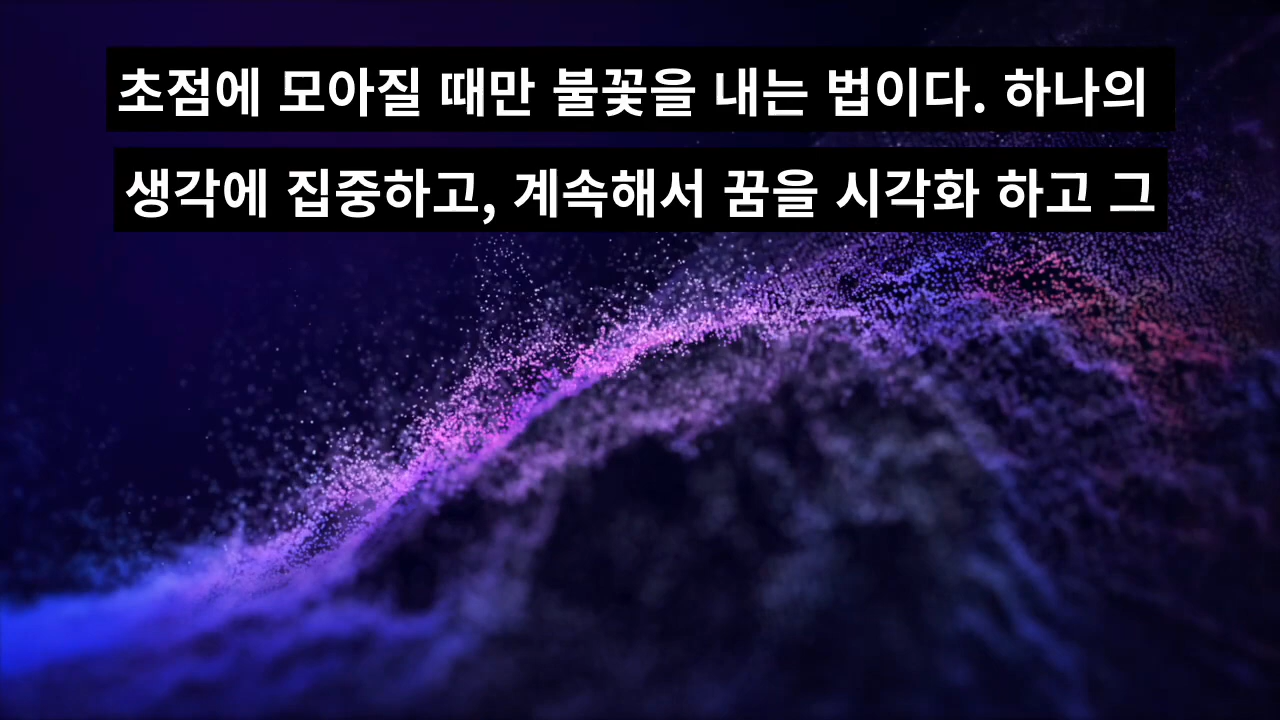 초점에 모아질 때만 불꽃을 내는 법이다. 하나의
생각에 집중하고, 계속해서 꿈을 시각화 하고 그